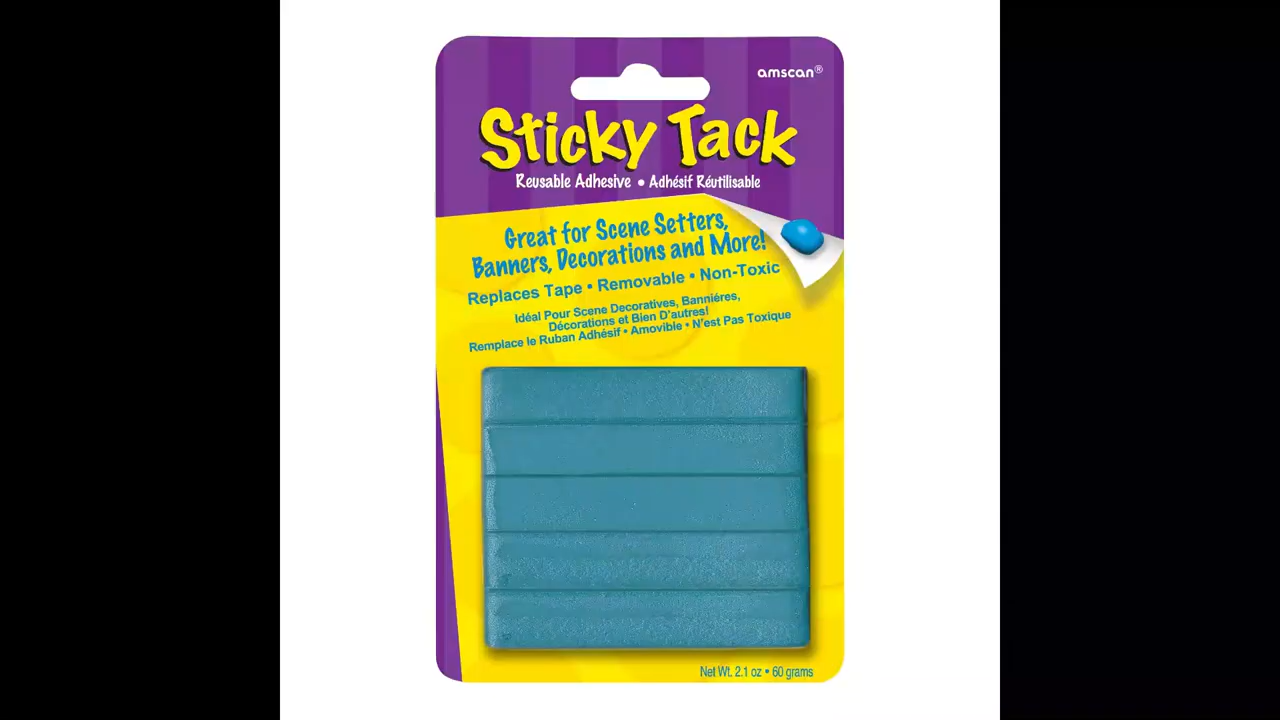 amscan®
Sticky Tack
Reusable Adhesive • Adhésif Réutilisable
Great for Scene Setters,
Banners, Decorations and More!
Replaces Tape • Removable • Non-Toxic
Idéal Pour Scene Decoratives, Banniéres,
Décorations et Bien D'autres!
Remplace le Ruban Adhésif • Amovible • N'est Pas Toxique
Net Wt. 2.1 oz • 60 grams